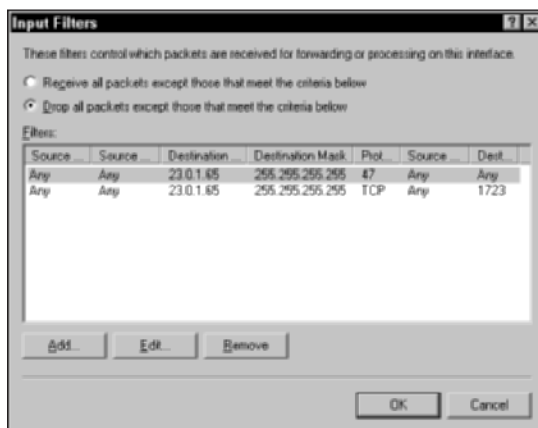 Input Filters
These filters control which packets are received for forwarding or processing on this interface.
Receive all packets except those that meet the criteria below
Drop all packets except those that meet the criteria below
Filters:
Source ... Source ... Destination ... Destination Mask Prot... Source ... Dest...
Any Any 23.0.1.65 255.255.255.255 47 Any Any
Any Any 23.0.1.65 255.255.255.255 TCP Any 1723
Add... Edit... Remove
OK Cancel